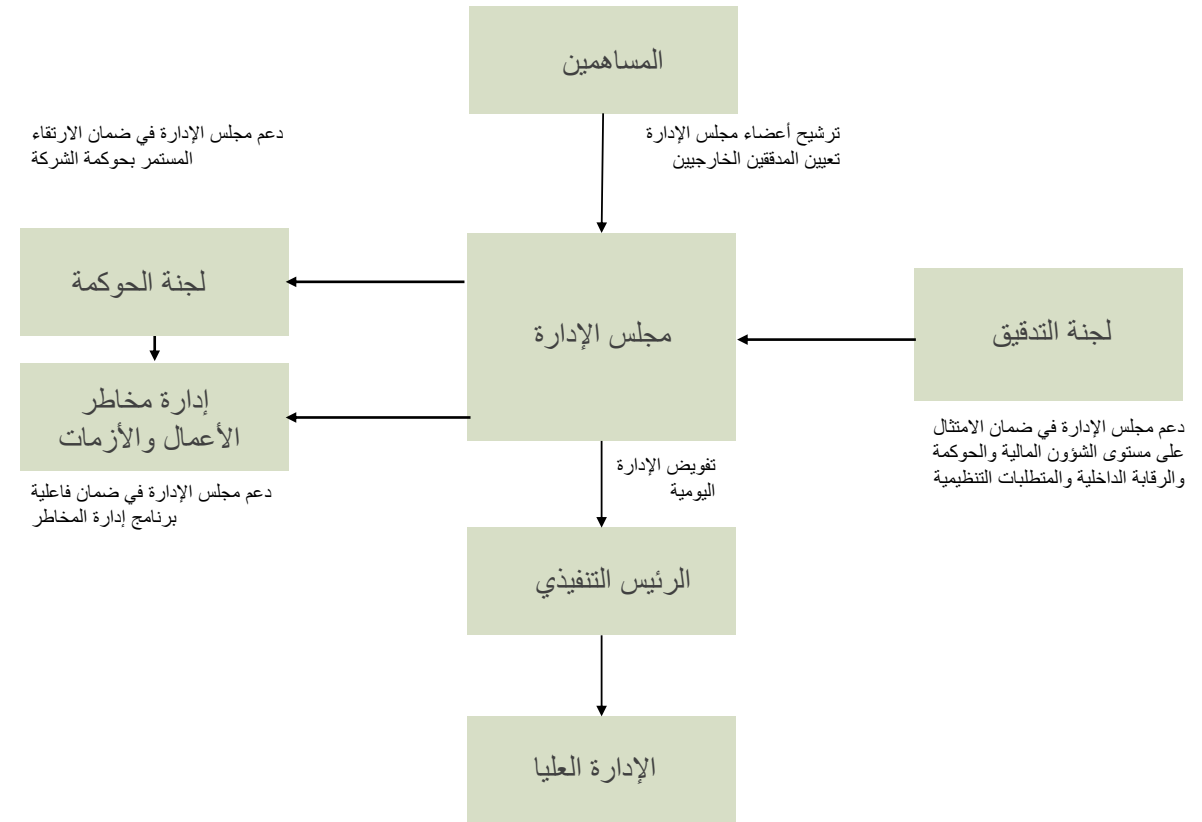 المساهمين
ترشيح أعضاء مجلس الإدارة
تعيين المدققين الخارجيين
دعم مجلس الإدارة في ضمان الارتقاء
المستمر بحوكمة الشركة
مجلس الإدارة
لجنة التدقيق
دعم مجلس الإدارة في ضمان الامتثال
على مستوى الشؤون المالية والحوكمة
والرقابة الداخلية والمتطلبات التنظيمية
لجنة الحوكمة
إدارة مخاطر
الأعمال والأزمات
دعم مجلس الإدارة في ضمان فاعلية
برنامج إدارة المخاطر
تفويض الإدارة
اليومية
الرئيس التنفيذي
الإدارة العليا